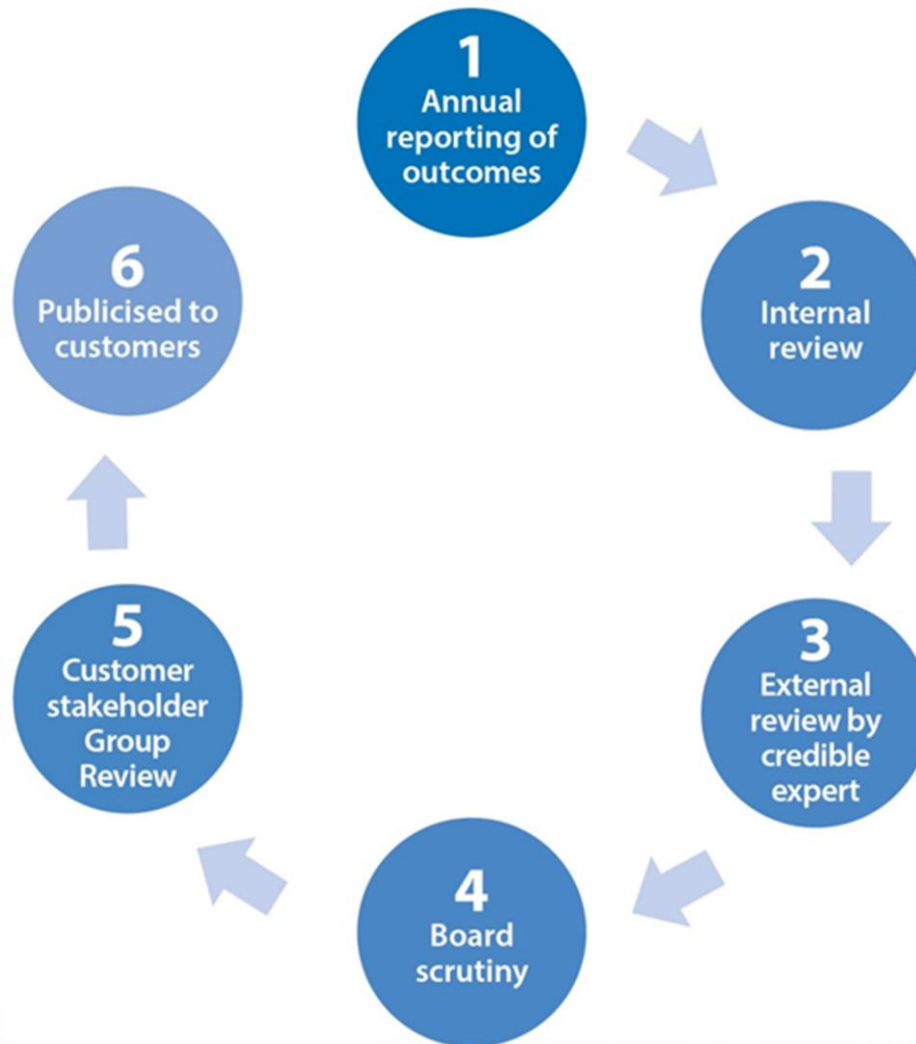 1
Annual
reporting of
outcomes
2
Internal
review
3
External
review by
credible
expert
4
Board
scrutiny
5
Customer
stakeholder
Group
Review
6
Publicised to
customers